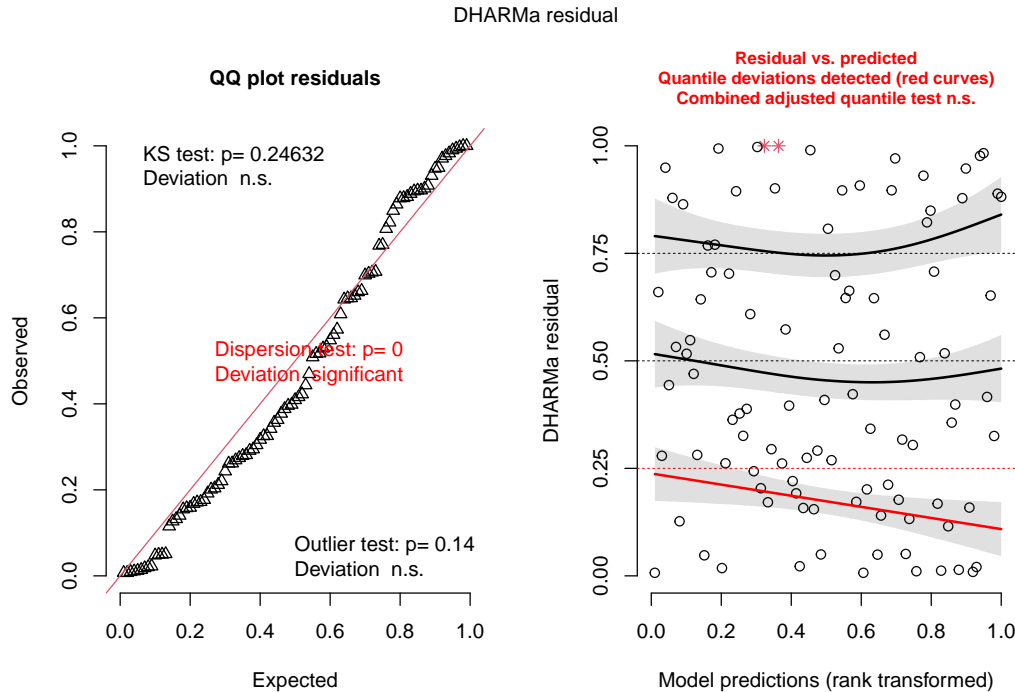 DHARMa residual
QQ plot residuals
KS test: p= 0.24632
Deviation n.s.
Dispersion test: p= 0
Deviation significant
Outlier test: p= 0.14
Deviation n.s.
Observed
0.0 0.2 0.4 0.6 0.8 1.0
0.0 0.2 0.4 0.6 0.8 1.0
Expected
Residual vs. predicted
Quantile deviations detected (red curves)
Combined adjusted quantile test n.s.
DHARMa residual
0.00 0.25 0.50 0.75 1.00
0.0 0.2 0.4 0.6 0.8 1.0
Model predictions (rank transformed)